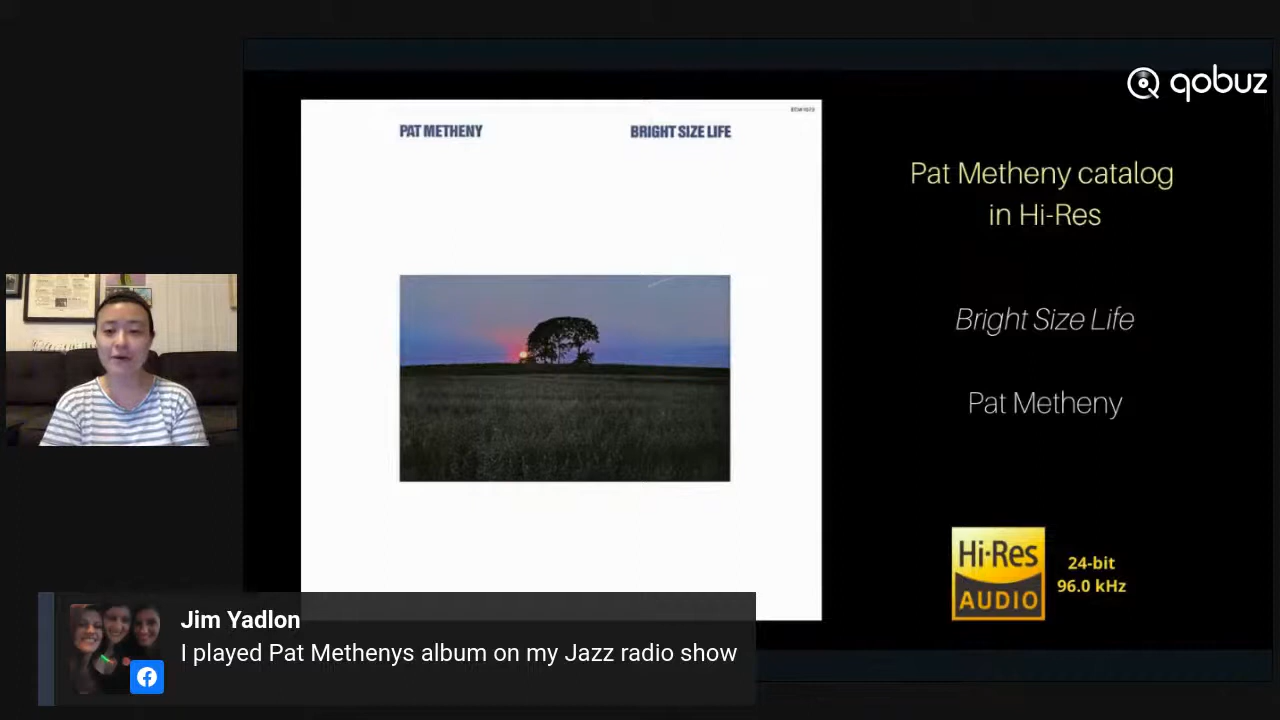 qobuz
PAT METHENY
BRIGHT SIZE LIFE
Pat Metheny catalog
in Hi-Res
Bright Size Life
Pat Metheny
Hi-Res
AUDIO
24-bit
96.0 kHz
Jim Yadlon
I played Pat Methenys album on my Jazz radio show